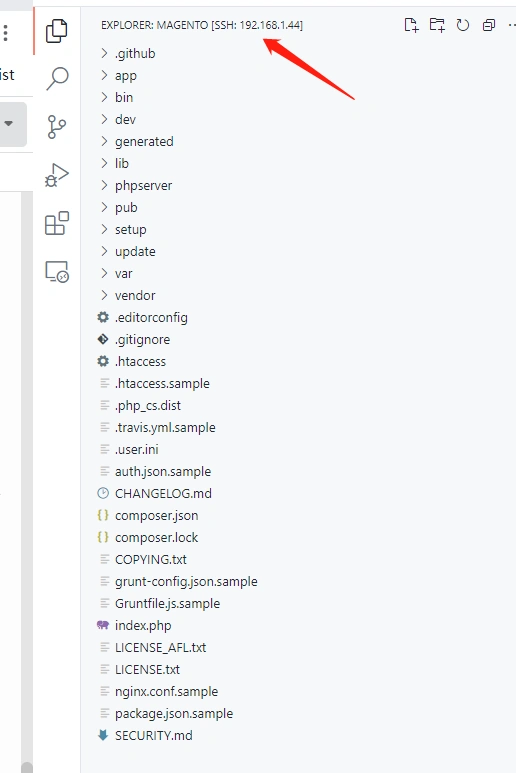 EXPLORER: MAGENTO [SSH: 192.168.1.44]
.github
ist
app
bin
dev
generated
lib
phpserver
pub
setup
update
var
vendor
.editorconfig
.gitignore
.htaccess
.htaccess.sample
.php_cs.dist
.travis.yml.sample
.user.ini
auth.json.sample
CHANGELOG.md
composer.json
composer.lock
COPYING.txt
grunt-config.json.sample
Gruntfile.js.sample
index.php
LICENSE_AFL.txt
LICENSE.txt
nginx.conf.sample
package.json.sample
SECURITY.md